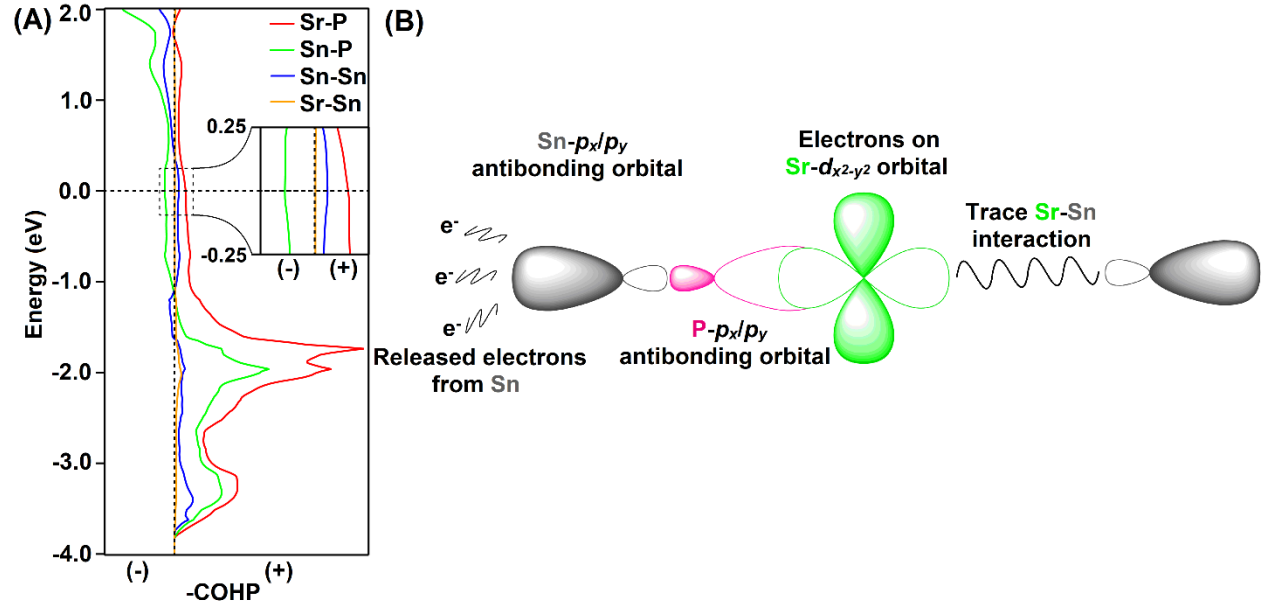 (A)
2.0
1.0
0.0
-1.0
-2.0
-3.0
-4.0
Energy (eV)
(-)
(+)
-COHP
Sr-P
Sn-P
Sn-Sn
Sr-Sn
0.25
-0.25
(-)
(+)
(B)
Sn-px/py
antibonding orbital
Electrons on
Sr-dx2-y2 orbital
Trace Sr-Sn
interaction
e-
e-
e-
Released electrons
from Sn
P-px/py
antibonding orbital